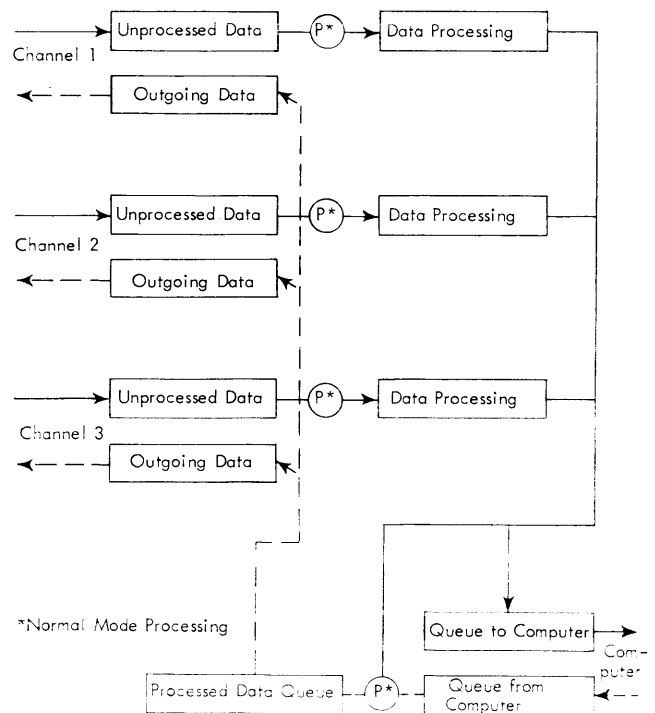 Unprocessed Data
P*
Data Processing
Channel 1
Outgoing Data
Unprocessed Data
P*
Data Processing
Channel 2
Outgoing Data
Unprocessed Data
P*
Data Processing
Channel 3
Outgoing Data
*Normal Mode Processing
Queue to Computer
Com-
puter
Processed Data Queue
P*
Queue from
Computer